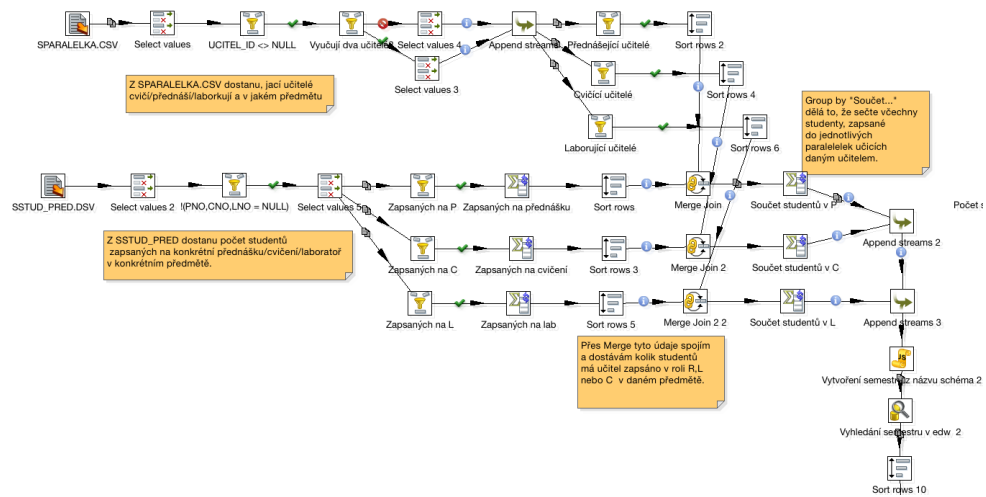 SPARALELKA.CSV
Select values
UCITEL_ID <> NULL
Vyučují dva učitelé?
Select values 4
Append streams
Přednášející učitelé
Sort rows 2
Select values 3
Cvičící učitelé
Sort rows 4
Z SPARALELKA.CSV dostanu, jací učitelé
cvičí/přednáší/laborkují a v jakém předmětu
Laborující učitelé
Sort rows 6
Group by "Součet..."
dělá to, že sečte všechny
studenty, zapsané
do jednotlivých
paralelelek učicích
daným učitelem.
SSTUD_PRED.DSV
Select values 2
!(PNO,CNO,LNO = NULL)
Select values 5
Zapsaných na P
Zapsaných na přednášku
Sort rows
Merge Join
Součet studentů v P
Počet s
Append streams 2
Z SSTUD_PRED dostanu počet studentů
zapsaných na konkrétní přednášku/cvičení/laboratoř
v konkrétním předmětě.
Zapsaných na C
Zapsaných na cvičení
Sort rows 3
Merge Join 2
Součet studentů v C
Zapsaných na L
Zapsaných na lab
Sort rows 5
Merge Join 2 2
Součet studentů v L
Append streams 3
Přes Merge tyto údaje spojím
a dostávám kolik studentů
má učitel zapsáno v roli R,L
nebo C v daném předmětě.
Vytvoření semestru z názvu schéma 2
Vyhledání semestru v edw 2
Sort rows 10